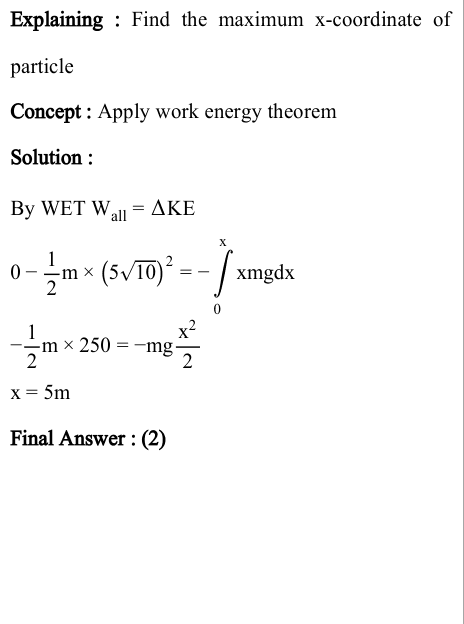 Explaining : Find the maximum x-coordinate of
particle
Concept : Apply work energy theorem
Solution :
By WET W_all = ΔKE
0 − 1/2 m × (5√10)² = − ∫₀ˣ xmgdx
−1/2 m × 250 = −mg x²/2
x = 5m
Final Answer : (2)